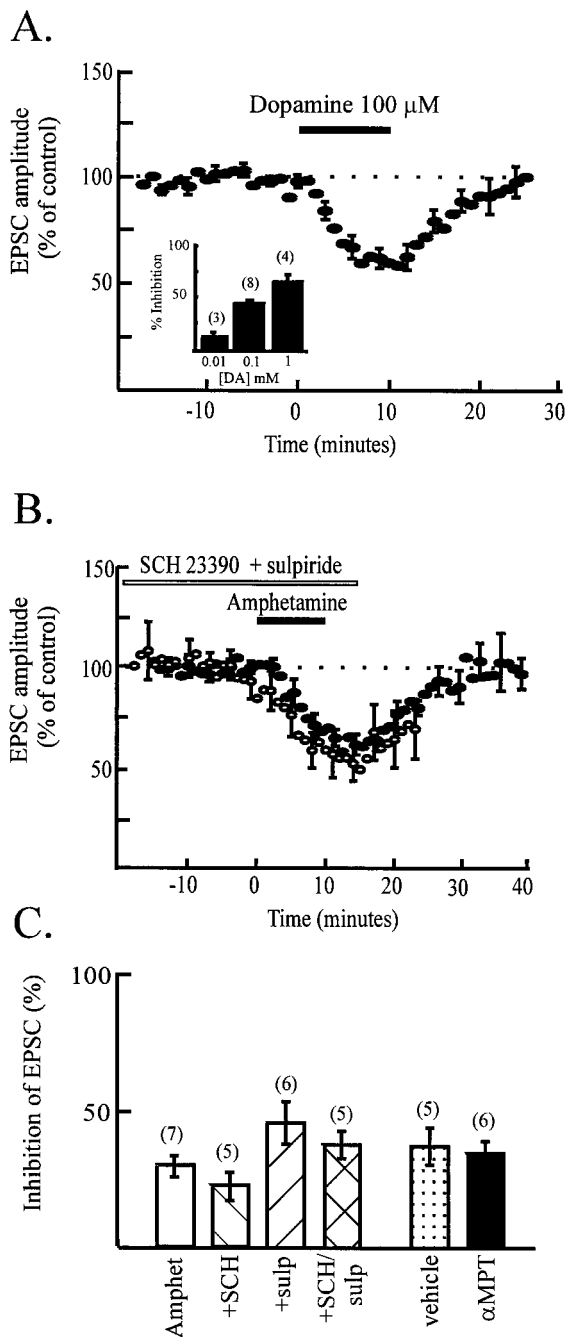 A.
150
100
50
EPSC amplitude
(% of control)
Dopamine 100 μM
100
50
% Inhibition
(3)
(8)
(4)
0.01 0.1 1
[DA] mM
-10 0 10 20 30
Time (minutes)
B.
150
100
50
EPSC amplitude
(% of control)
SCH 23390 + sulpiride
Amphetamine
-10 0 10 20 30 40
Time (minutes)
C.
100
50
Inhibition of EPSC (%)
(7)
(5)
(6)
(5)
(5)
(6)
Amphet
+SCH
+sulp
+SCH/
sulp
vehicle
αMPT